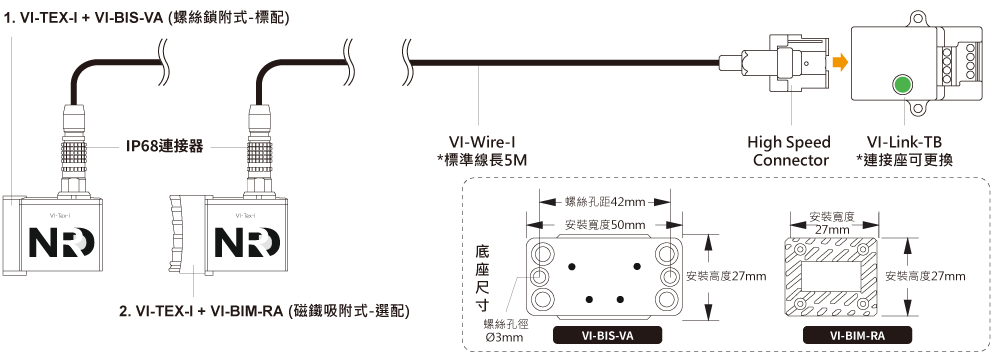 1. VI-TEX-I + VI-BIS-VA (螺絲鎖附式-標配)
IP68連接器
VI-Wire-I
*標準線長5M
High Speed
Connector
VI-Link-TB
*連接座可更換
VI-Tex-I
NRD
VI-Tex-I
NRD
2. VI-TEX-I + VI-BIM-RA (磁鐵吸附式-選配)
底座尺寸
螺絲孔距42mm
安裝寬度50mm
安裝高度27mm
螺絲孔徑
Ø3mm
VI-BIS-VA
安裝寬度
27mm
安裝高度27mm
VI-BIM-RA